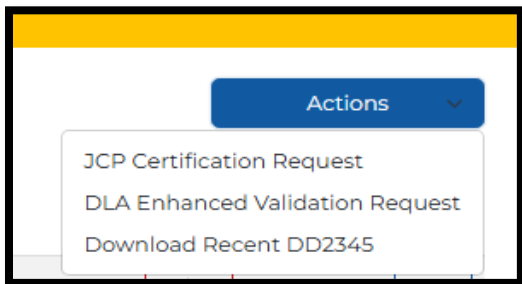 Actions
JCP Certification Request
DLA Enhanced Validation Request
Download Recent DD2345